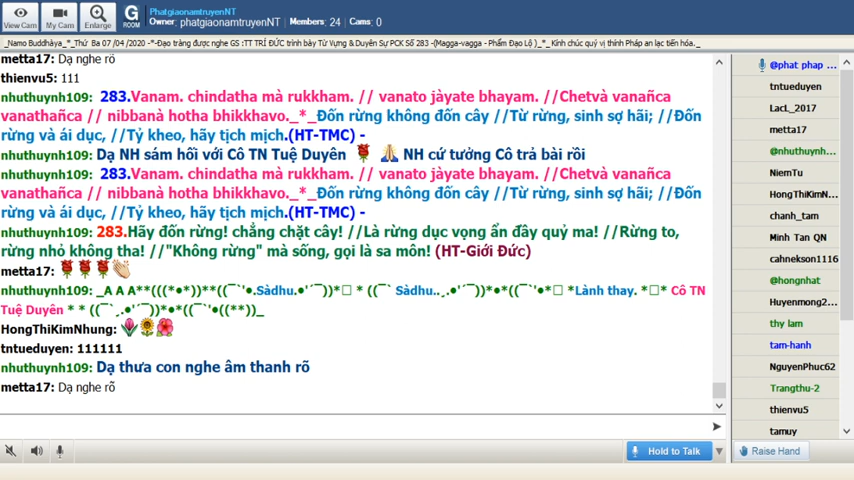 View Cam
My Cam
Enlarge
G
ROOM
PhatgiaonamtruyenNT
Owner: phatgiaonamtruyenNT | Members: 24 | Cams: 0
_Namo Buddhàya_*_Thứ Ba 07 /04 /2020 -*-Đạo tràng được nghe GS :TT TRÍ ĐỨC trình bày Từ Vựng & Duyên Sự PCK Số 283 -(Magga-vagga - Phẩm Đạo Lộ )_*_ Kính chúc quý vị thính Pháp an lạc tiến hóa._
metta17: Dạ nghe rõ
thienvu5: 111
nhuthuynh109: 283.Vanam. chindatha mà rukkham. // vanato jàyate bhayam. //Chetvà vanañca
vanathañca // nibbanà hotha bhikkhavo._*_Đốn rừng không đốn cây //Từ rừng, sinh sợ hãi; //Đốn
rừng và ái dục, //Tỷ kheo, hãy tịch mịch.(HT-TMC) -
nhuthuynh109: Dạ NH sám hối với Cô TN Tuệ Duyên 🌹 🙏 NH cứ tưởng Cô trả bài rồi
nhuthuynh109: 283.Vanam. chindatha mà rukkham. // vanato jàyate bhayam. //Chetvà vanañca
vanathañca // nibbanà hotha bhikkhavo._*_Đốn rừng không đốn cây //Từ rừng, sinh sợ hãi; //Đốn
rừng và ái dục, //Tỷ kheo, hãy tịch mịch.(HT-TMC) -
nhuthuynh109: 283.Hãy đốn rừng! chẳng chặt cây! //Là rừng dục vọng ẩn đây quỷ ma! //Rừng to,
rừng nhỏ không tha! //"Không rừng" mà sống, gọi là sa môn! (HT-Giới Đức)
metta17: 🌹🌹🌹👏
nhuthuynh109: _A A A**(((*•*))**((¯`'•.Sàdhu.•'´¯))*□ * ((¯` Sàdhu..¸.•'´¯))*•*((¯`'•*□ *Lành thay. *□* Cô TN
Tuệ Duyên * * ((¯`¸.•'´¯))*•*((¯`'•((**))_
HongThiKimNhung: 🌷🌻🌺
tntueduyen: 111111
nhuthuynh109: Dạ thưa con nghe âm thanh rõ
metta17: Dạ nghe rõ
Hold to Talk
@phat phap ...
tntueduyen
LacL_2017
metta17
@nhuthuynh...
NiemTu
HongThiKimN...
chanh_tam
Minh Tan QN
cahnekson1116
@hongnhat
Huyenmong2...
thy lam
tam-hanh
NguyenPhuc62
Trangthu-2
thienvu5
tamuy
Raise Hand